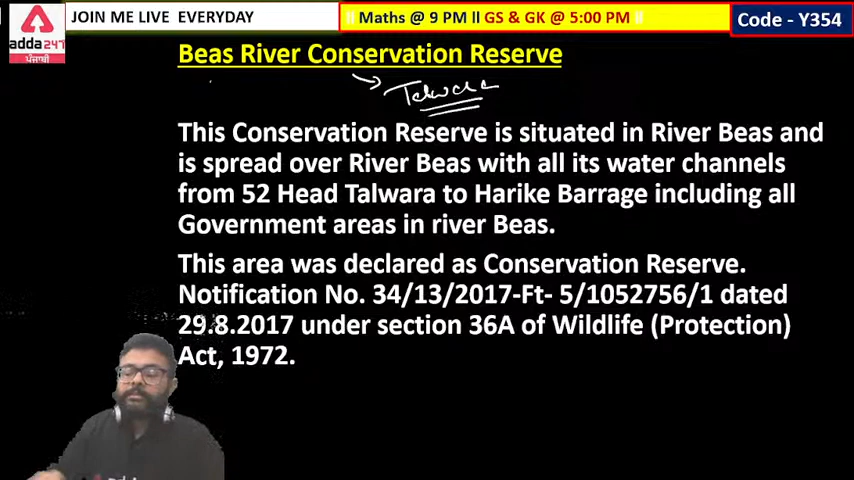 JOIN ME LIVE EVERYDAY
|| Maths @ 9 PM || GS & GK @ 5:00 PM ||
Code - Y354
adda247
ਪੰਜਾਬੀ
Beas River Conservation Reserve
Talwara
This Conservation Reserve is situated in River Beas and
is spread over River Beas with all its water channels
from 52 Head Talwara to Harike Barrage including all
Government areas in river Beas.
This area was declared as Conservation Reserve.
Notification No. 34/13/2017-Ft- 5/1052756/1 dated
29.8.2017 under section 36A of Wildlife (Protection)
Act, 1972.